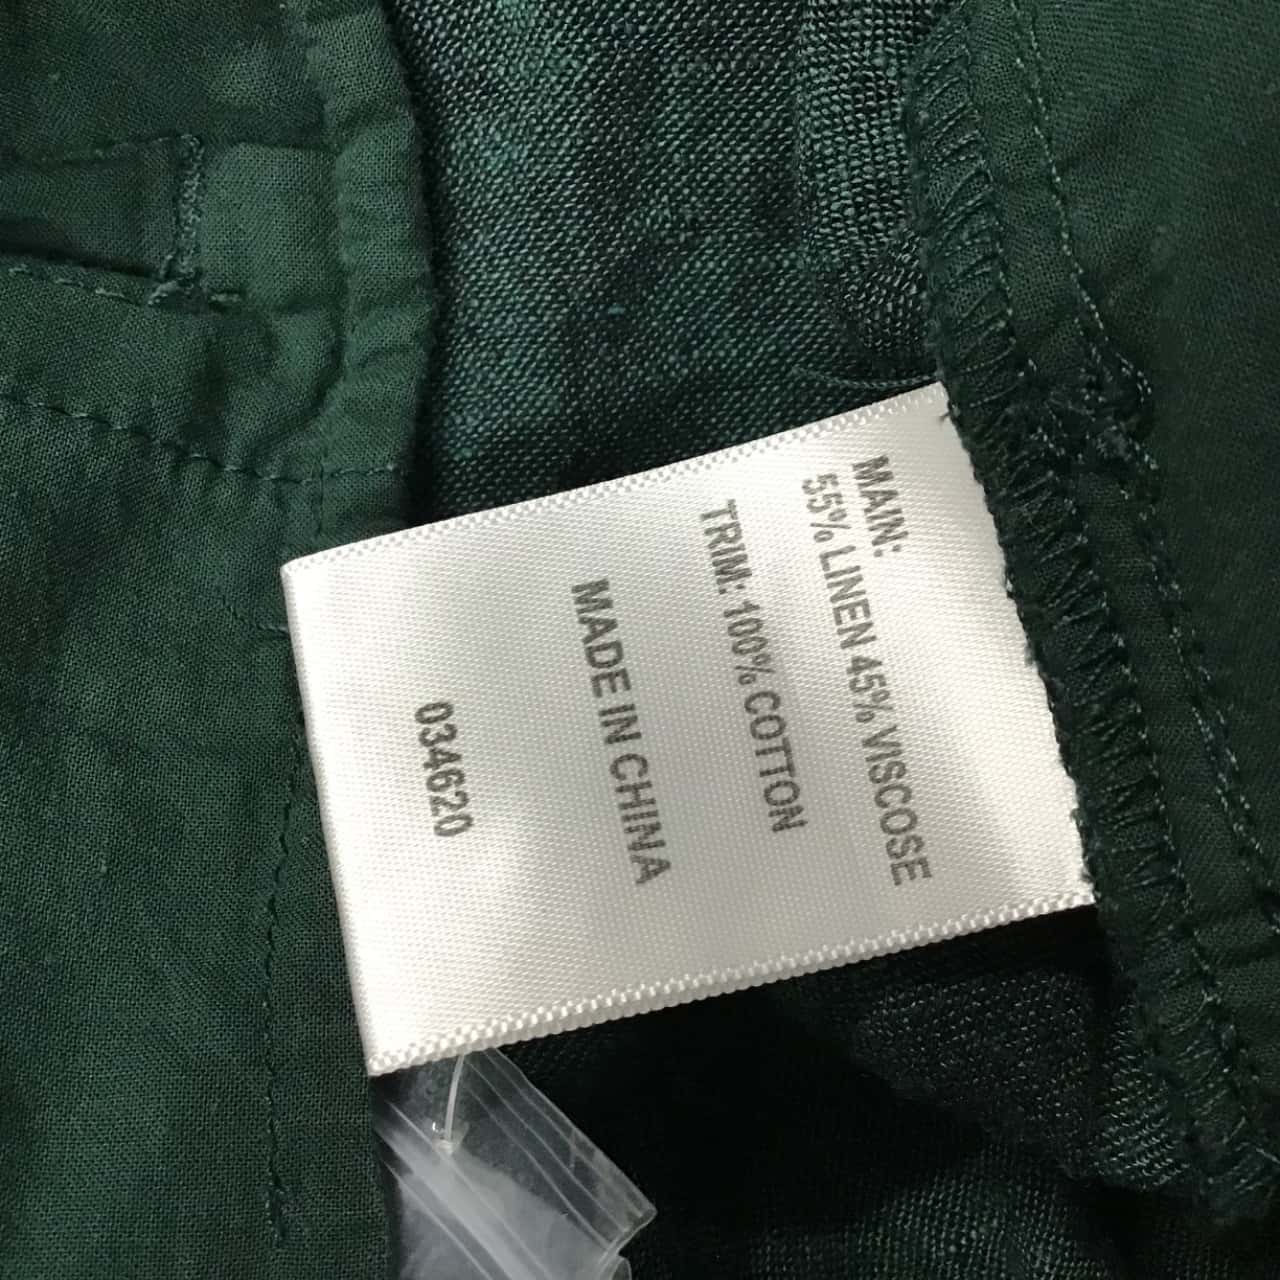 MAIN:
55% LINEN 45% VISCOSE
TRIM: 100% COTTON
MADE IN CHINA
034620